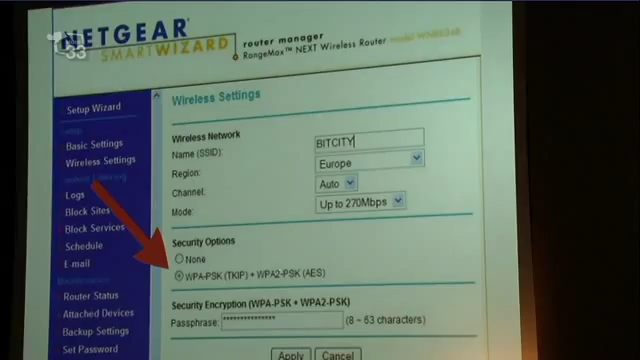 NETGEAR
SMARTWIZARD router manager
RangeMax™ NEXT Wireless Router
33
Setup Wizard
Setup
Basic Settings
Wireless Settings
Logs
Block Sites
Block Services
Schedule
E-mail
Maintenance
Router Status
Attached Devices
Backup Settings
Set Password
Wireless Settings
Wireless Network
Name (SSID): BITCITY
Region: Europe
Channel: Auto
Mode: Up to 270Mbps
Security Options
None
WPA-PSK (TKIP) + WPA2-PSK (AES)
Security Encryption (WPA-PSK + WPA2-PSK)
Passphrase: *************** (8 ~ 63 characters)
Apply Cancel